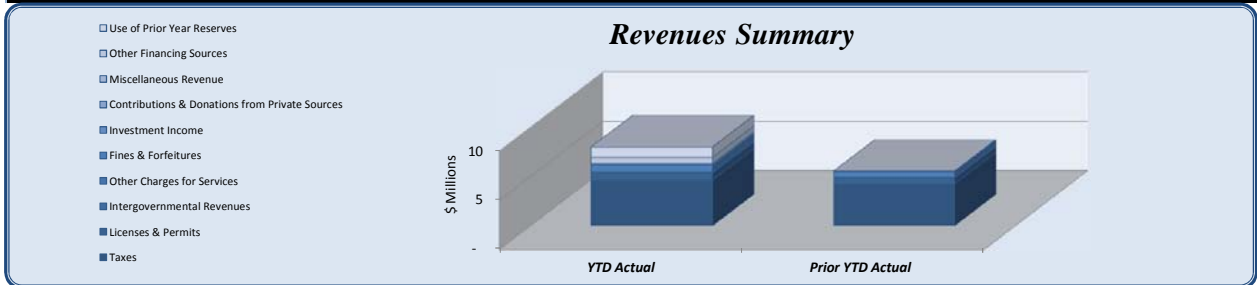 Revenues Summary
Use of Prior Year Reserves
Other Financing Sources
Miscellaneous Revenue
Contributions & Donations from Private Sources
Investment Income
Fines & Forfeitures
Other Charges for Services
Intergovernmental Revenues
Licenses & Permits
Taxes
$ Millions
10
5
-
YTD Actual
Prior YTD Actual